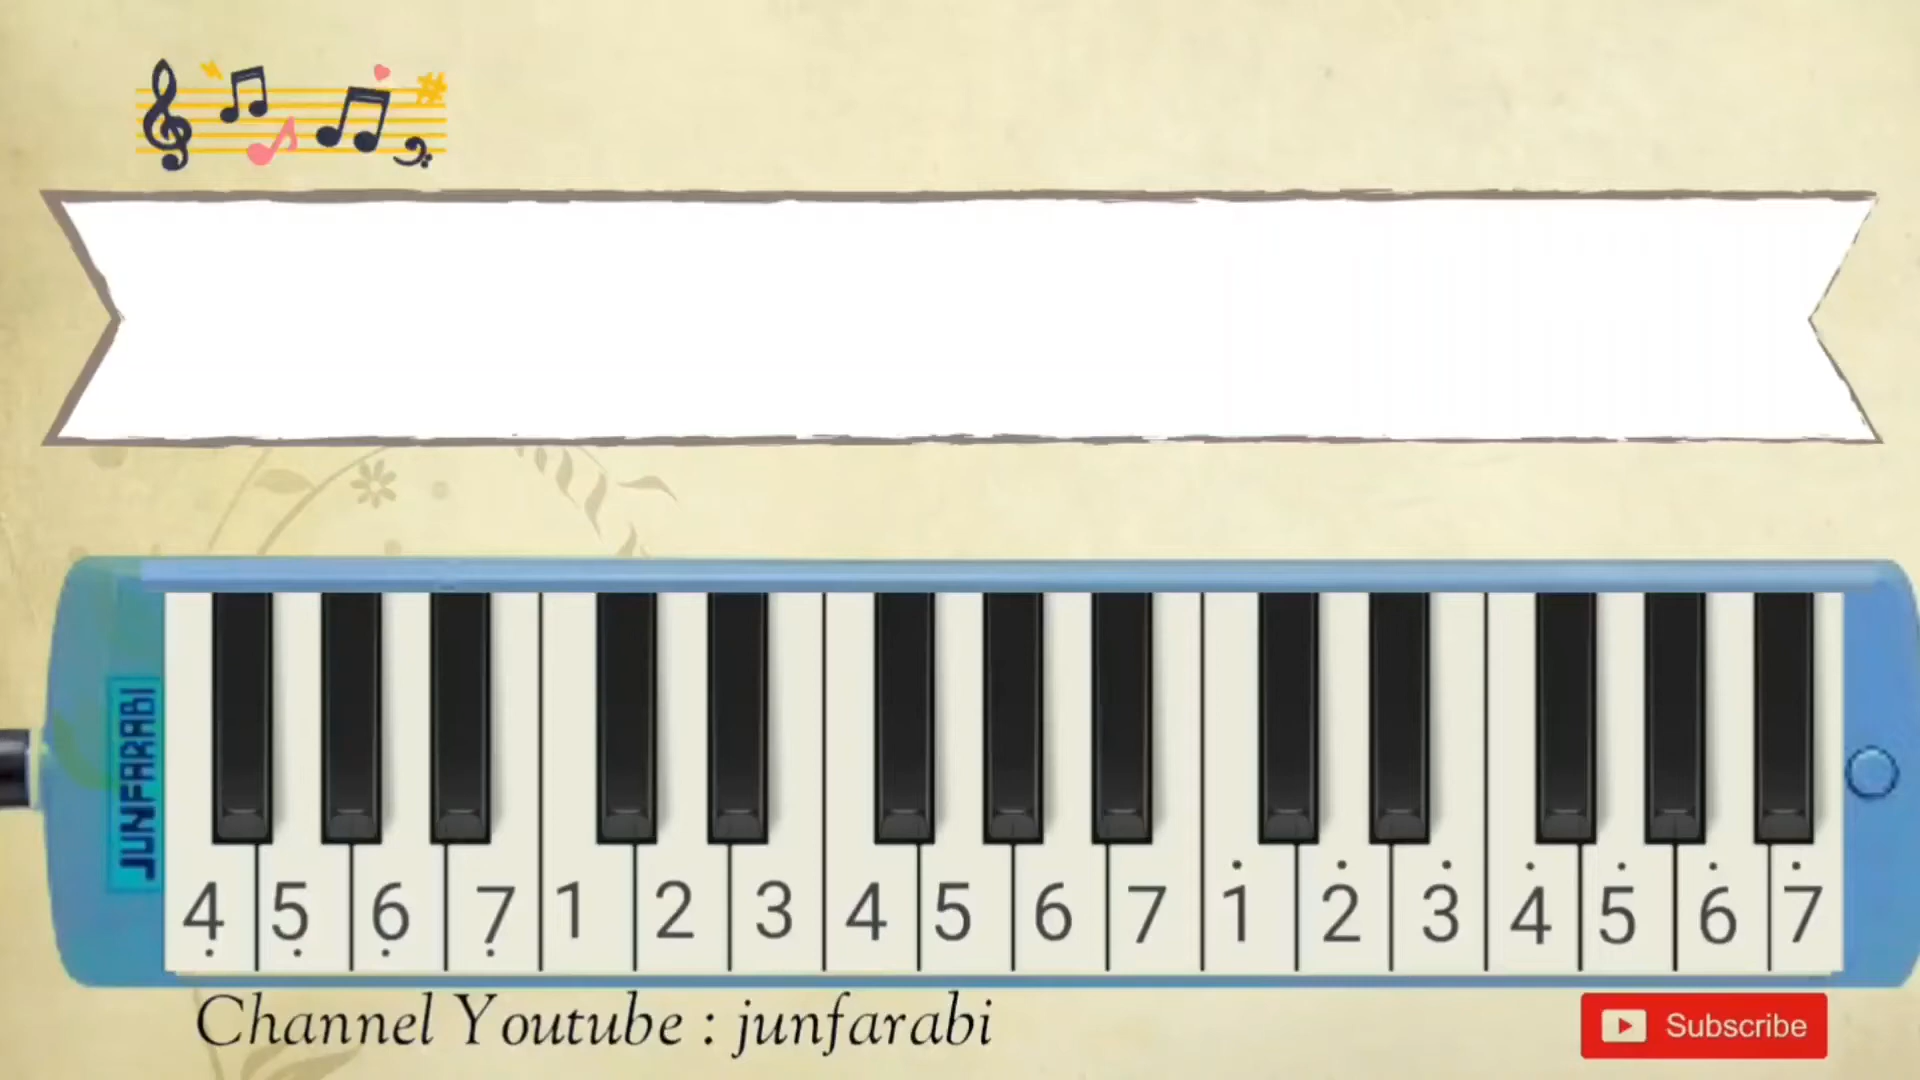 JUNFARABI
4̣ 5̣ 6̣ 7̣ 1 2 3 4 5 6 7 1̇ 2̇ 3̇ 4̇ 5̇ 6̇ 7̇
Channel Youtube : junfarabi
Subscribe